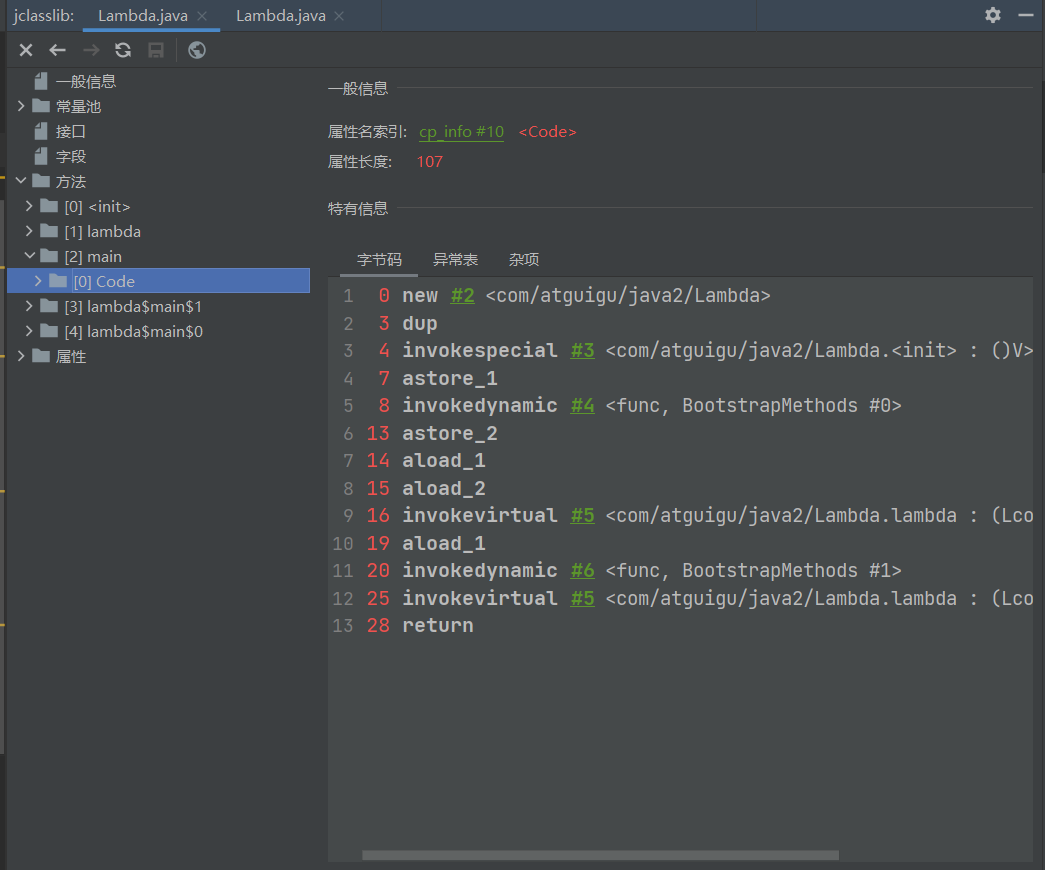 jclasslib: Lambda.java Lambda.java
一般信息
常量池
接口
字段
方法
[0] <init>
[1] lambda
[2] main
[0] Code
[3] lambda$main$1
[4] lambda$main$0
属性
一般信息
属性名索引: cp_info #10 <Code>
属性长度: 107
特有信息
字节码 异常表 杂项
1 0 new #2 <com/atguigu/java2/Lambda>
2 3 dup
3 4 invokespecial #3 <com/atguigu/java2/Lambda.<init> : ()V>
4 7 astore_1
5 8 invokedynamic #4 <func, BootstrapMethods #0>
6 13 astore_2
7 14 aload_1
8 15 aload_2
9 16 invokevirtual #5 <com/atguigu/java2/Lambda.lambda : (Lco
10 19 aload_1
11 20 invokedynamic #6 <func, BootstrapMethods #1>
12 25 invokevirtual #5 <com/atguigu/java2/Lambda.lambda : (Lco
13 28 return